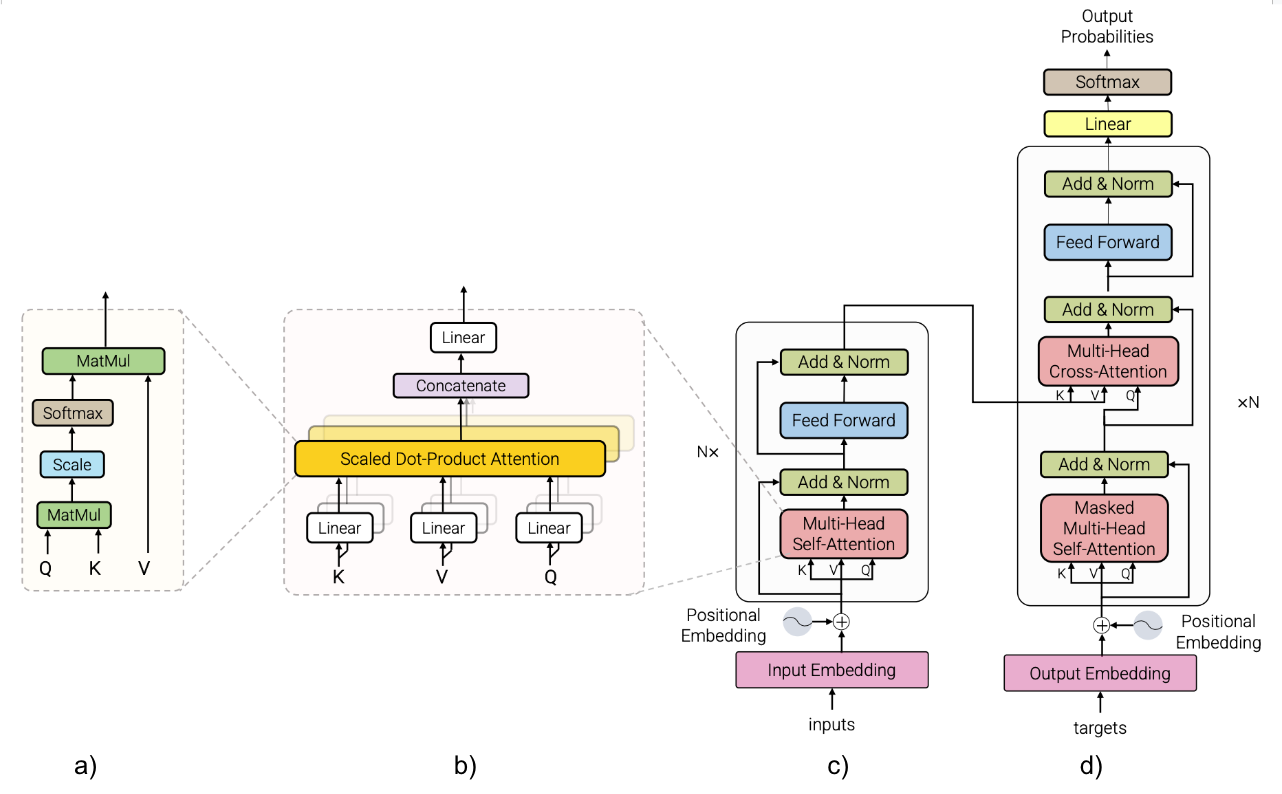 MatMul
Softmax
Scale
MatMul
Q
K
V
a)
Linear
Concatenate
Scaled Dot-Product Attention
Linear
Linear
Linear
K
V
Q
b)
N×
Add & Norm
Feed Forward
Add & Norm
Multi-Head
Self-Attention
K
V
Q
Positional
Embedding
Input Embedding
inputs
c)
Output
Probabilities
Softmax
Linear
Add & Norm
Feed Forward
Add & Norm
Multi-Head
Cross-Attention
K
V
Q
×N
Add & Norm
Masked
Multi-Head
Self-Attention
K
V
Q
Positional
Embedding
Output Embedding
targets
d)